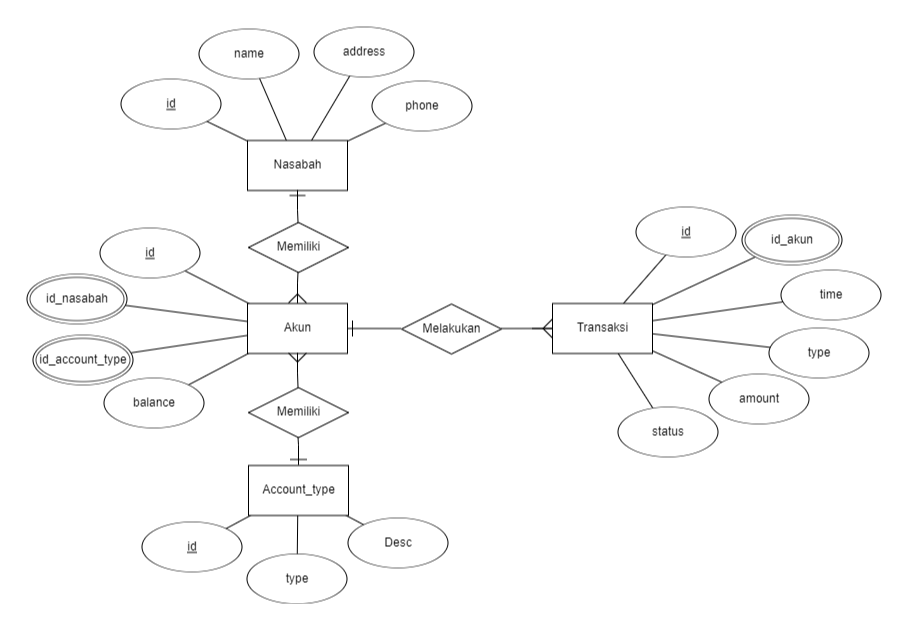 name
address
id
phone
Nasabah
Memiliki
id
id_nasabah
Akun
id_account_type
balance
Melakukan
id
id_akun
time
Transaksi
type
amount
status
Memiliki
Account_type
id
type
Desc